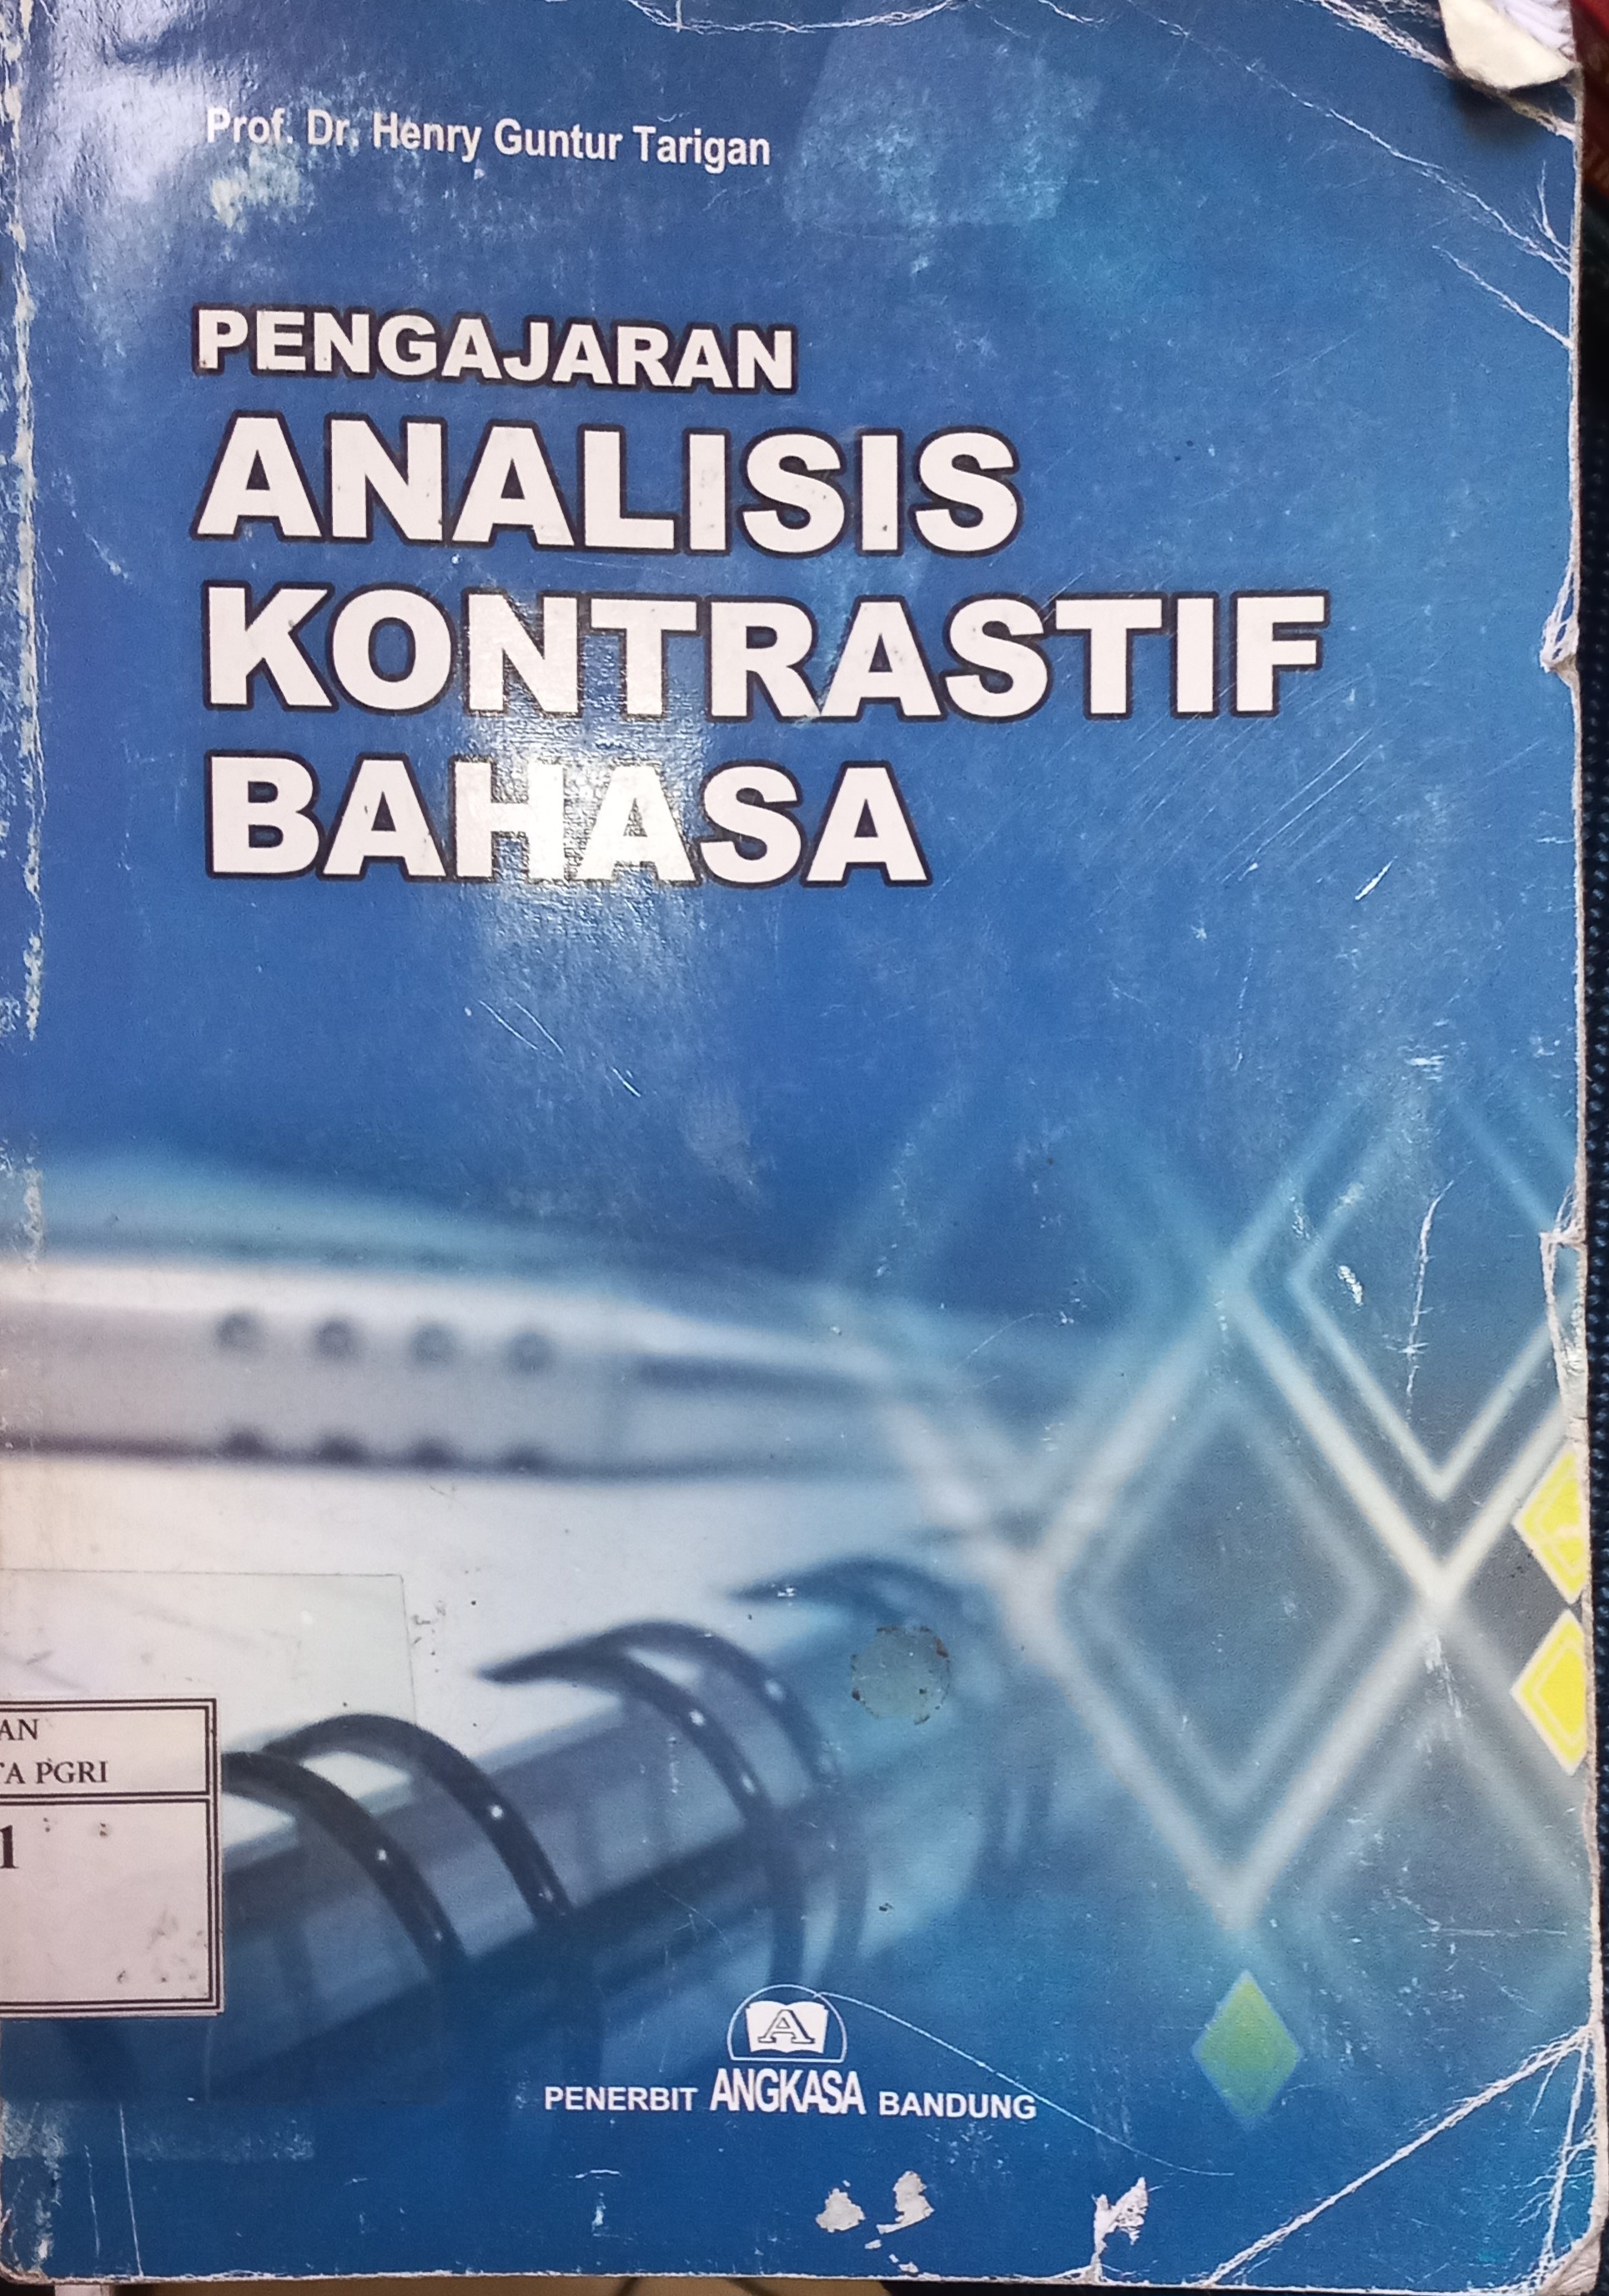 Prof. Dr. Henry Guntur Tarigan
PENGAJARAN
ANALISIS
KONTRASTIF
BAHASA
AN
TA PGRI
1
A
PENERBIT ANGKASA BANDUNG